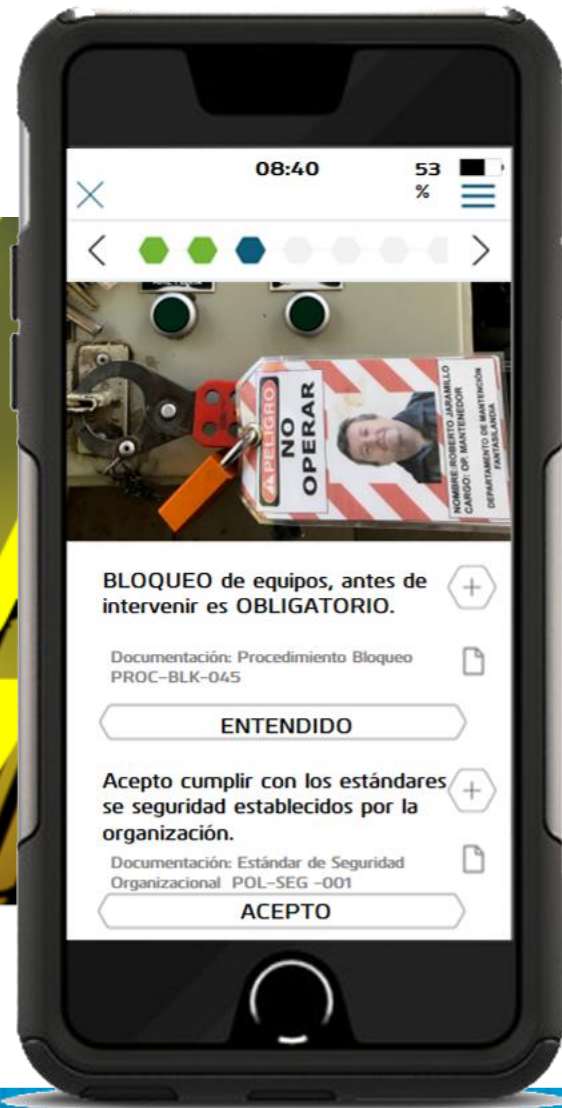 08:40
53
%
PELIGRO
NO
OPERAR
NOMBRE:ROBERTO JARAMILLO
CARGO: OP. MANTENEDOR
DEPARTAMENTO DE MANTENCIÓN
FANTASILANDIA
BLOQUEO de equipos, antes de
intervenir es OBLIGATORIO.
Documentación: Procedimiento Bloqueo
PROC-BLK-045
ENTENDIDO
Acepto cumplir con los estándares
se seguridad establecidos por la
organización.
Documentación: Estándar de Seguridad
Organizacional POL-SEG -001
ACEPTO